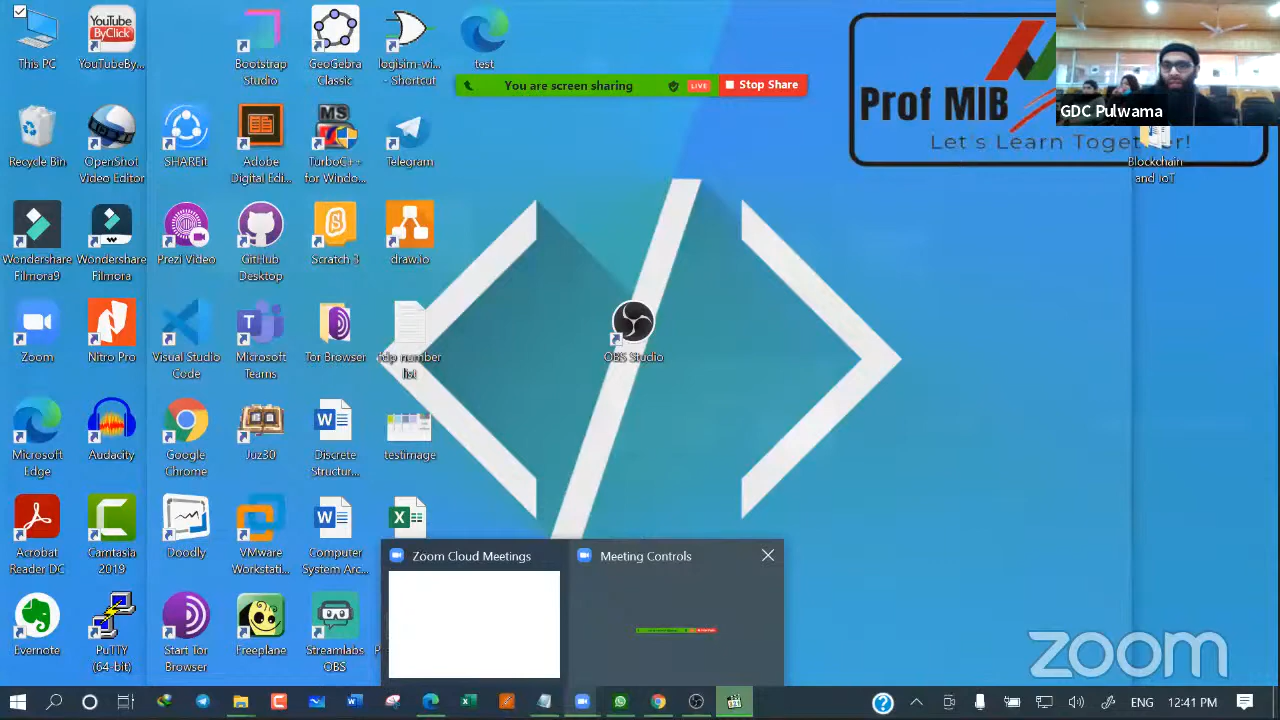 This PC
YouTubeBy...
Bootstrap
Studio
GeoGebra
Classic
logisim-wi...
- Shortcut
test
You are screen sharing
LIVE
Stop Share
Prof MIB
Let's Learn Together!
GDC Pulwama
Blockchain
and IoT
Recycle Bin
OpenShot
Video Editor
SHAREit
Adobe
Digital Edi...
MS
TurboC++
for Windo...
Telegram
Wondershare
Filmora9
Wondershare
Filmora
Prezi Video
GitHub
Desktop
Scratch 3
draw.io
Zoom
Nitro Pro
Visual Studio
Code
Microsoft
Teams
Tor Browser
fdp number
list
OBS Studio
Microsoft
Edge
Audacity
Google
Chrome
Juz30
Discrete
Structur...
testimage
Acrobat
Reader DC
Camtasia
2019
Doodly
VMware
Workstati...
Computer
System Arc...
Zoom Cloud Meetings
Meeting Controls
Evernote
PuTTY
(64-bit)
Start Tor
Browser
Freeplane
Streamlabs
OBS
zoom
ENG
12:41 PM